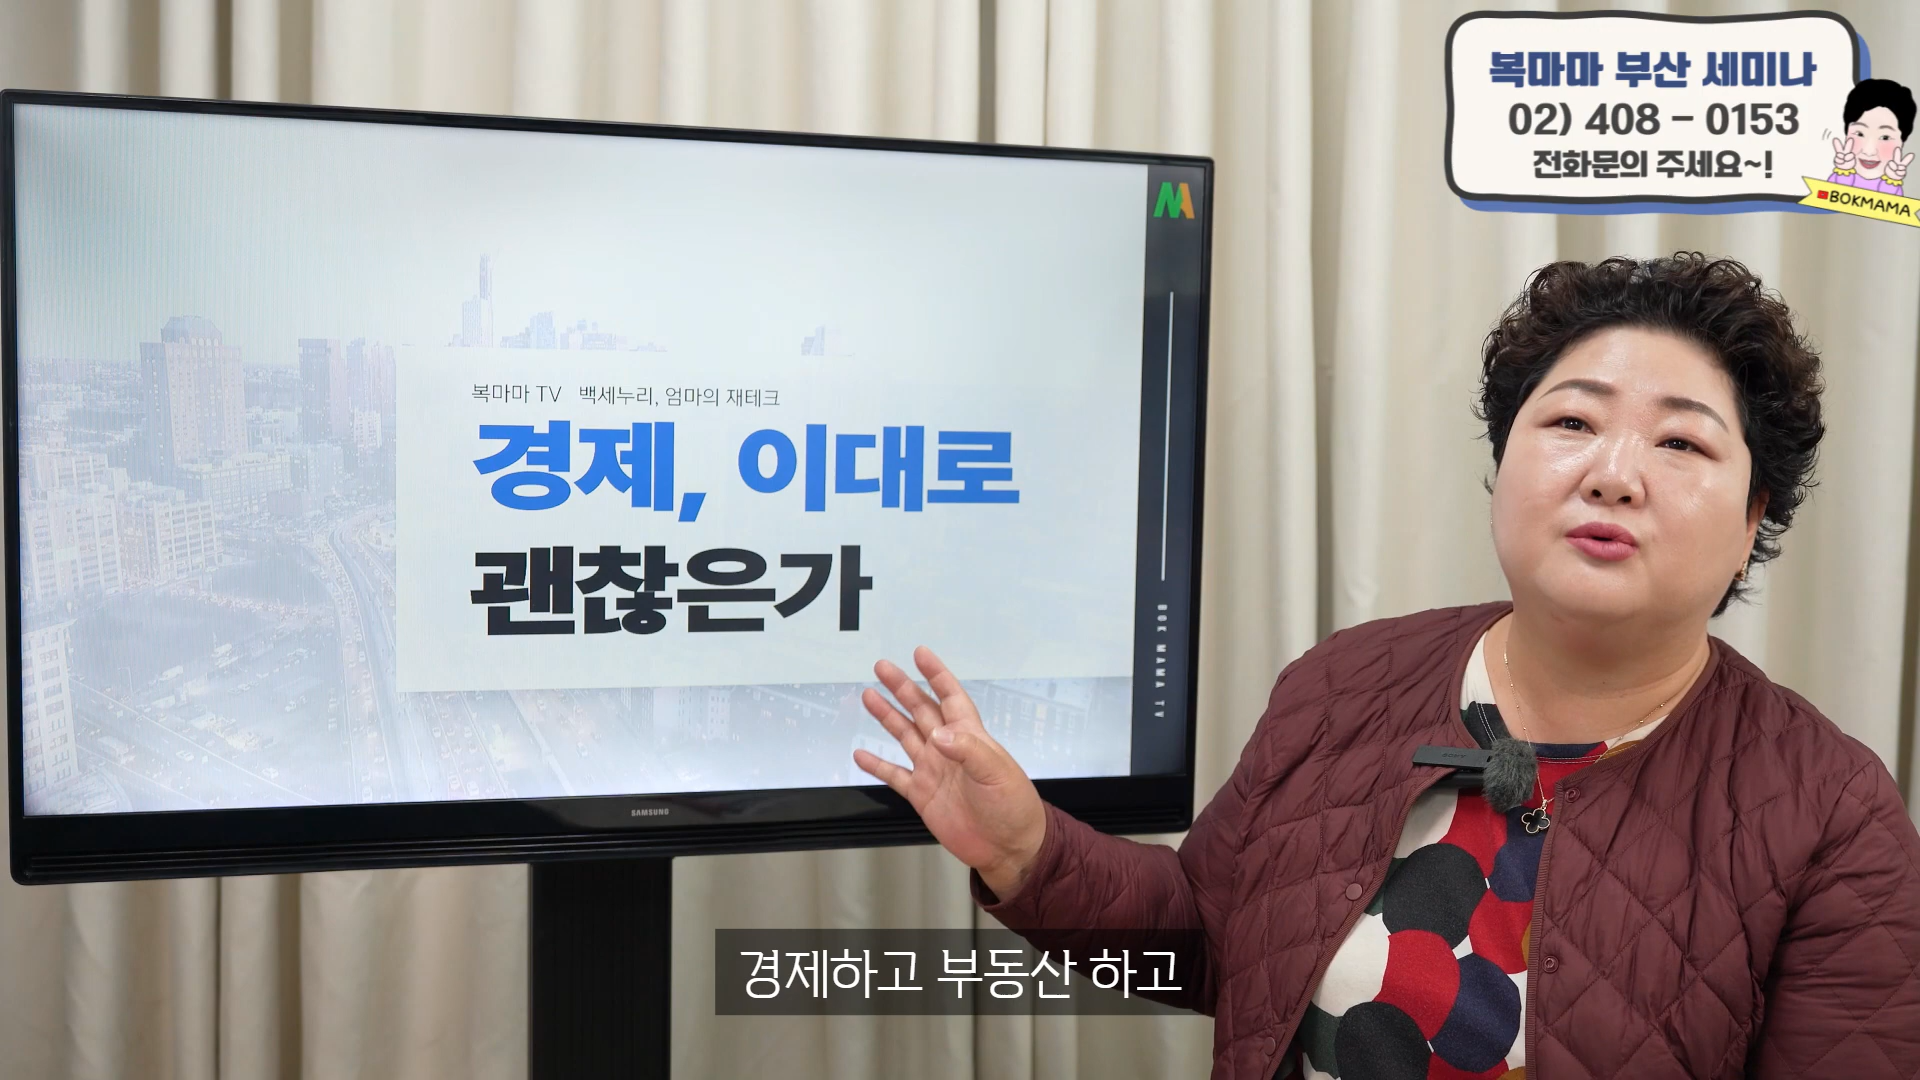 복마마 부산 세미나
02) 408 - 0153
전화문의 주세요~!
BOKMAMA
복마마 TV 백세누리, 엄마의 재테크
경제, 이대로
괜찮은가
BOK MAMA TV
SAMSUNG
경제하고 부동산 하고